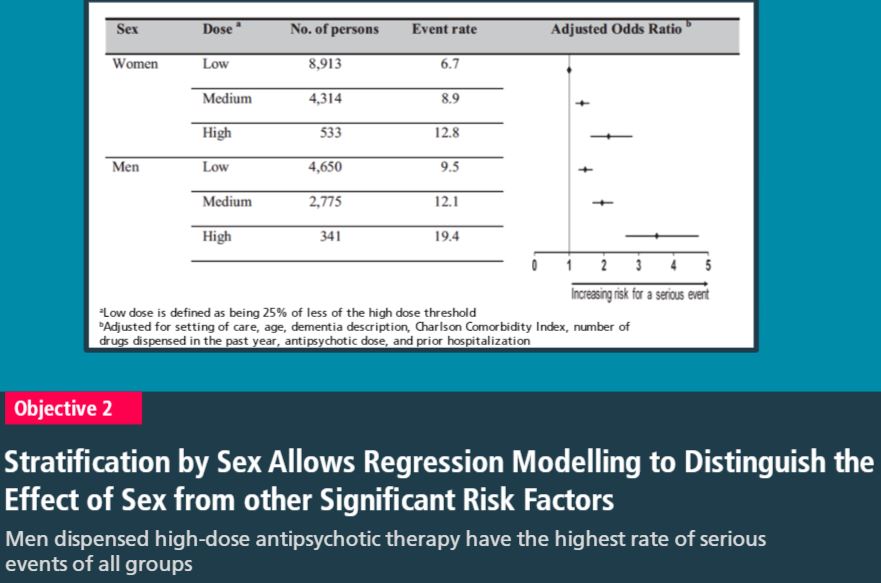 Sex Dose a No. of persons Event rate Adjusted Odds Ratio b
Women Low 8,913 6.7
Medium 4,314 8.9
High 533 12.8
Men Low 4,650 9.5
Medium 2,775 12.1
High 341 19.4
0 1 2 3 4 5
Increasing risk for a serious event
aLow dose is defined as being 25% of less of the high dose threshold
bAdjusted for setting of care, age, dementia description, Charlson Comorbidity Index, number of
drugs dispensed in the past year, antipsychotic dose, and prior hospitalization
Objective 2
Stratification by Sex Allows Regression Modelling to Distinguish the
Effect of Sex from other Significant Risk Factors
Men dispensed high-dose antipsychotic therapy have the highest rate of serious
events of all groups